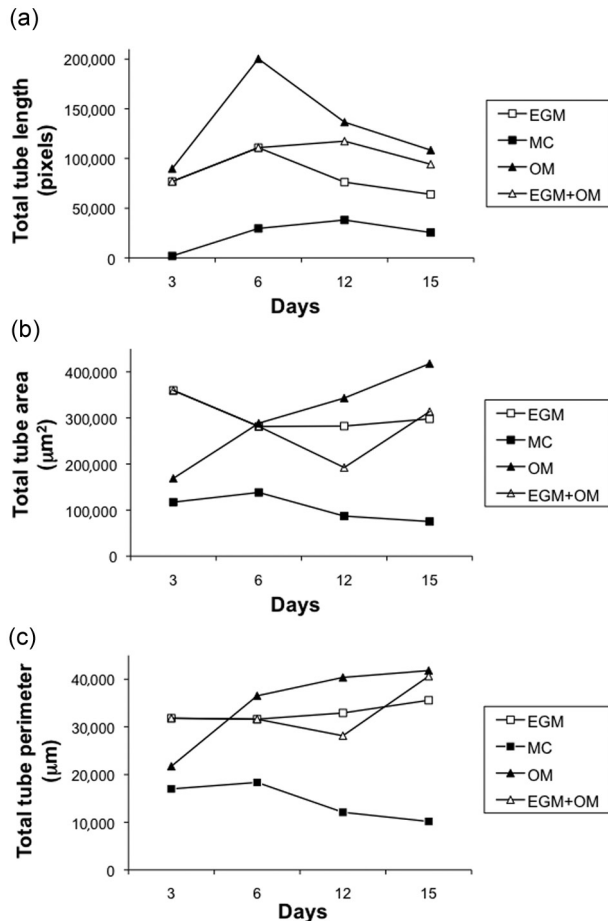 (a)
Total tube length
(pixels)
200,000
150,000
100,000
50,000
0
3 6 12 15
Days
EGM
MC
OM
EGM+OM
(b)
Total tube area
(μm²)
400,000
300,000
200,000
100,000
0
3 6 12 15
Days
EGM
MC
OM
EGM+OM
(c)
Total tube perimeter
(μm)
40,000
30,000
20,000
10,000
0
3 6 12 15
Days
EGM
MC
OM
EGM+OM